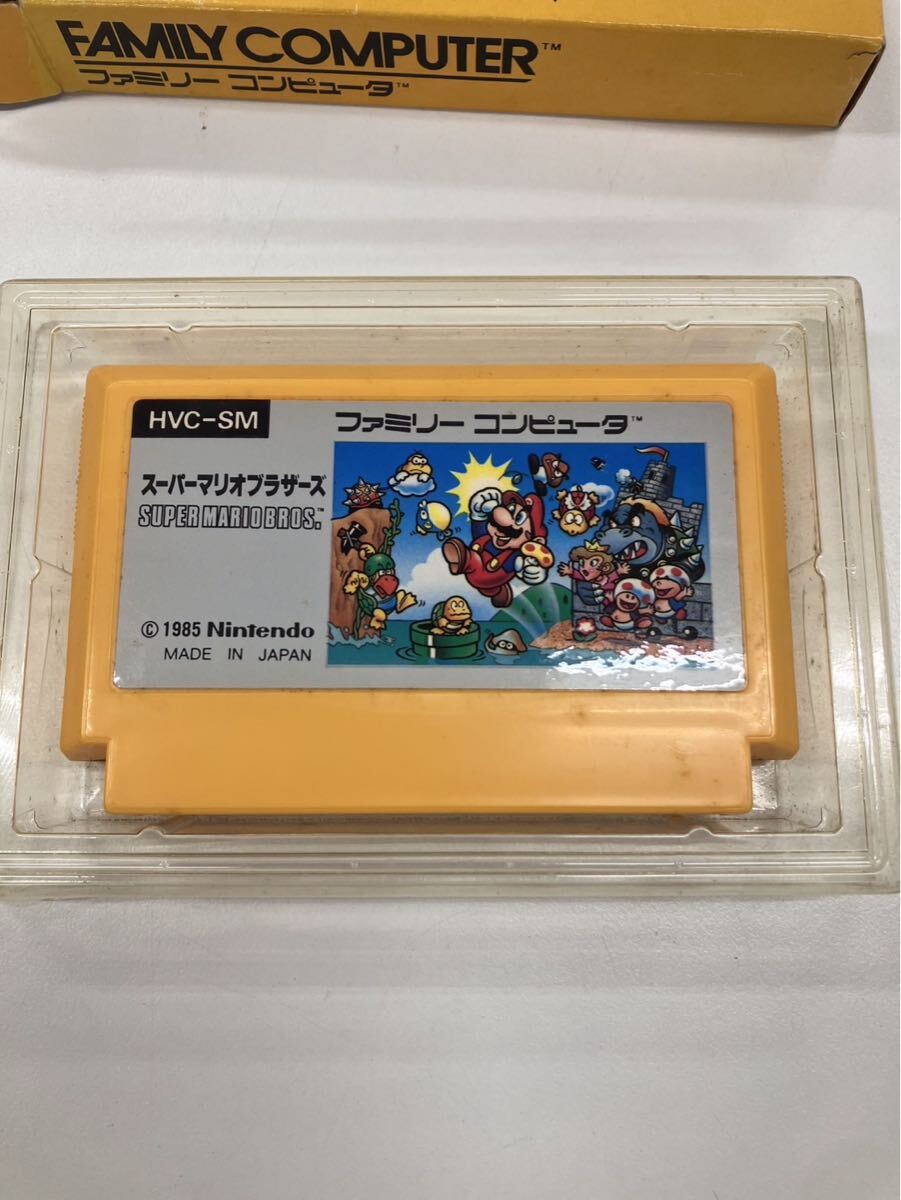 FAMILY COMPUTER™
ファミリー コンピュータ™
HVC-SM
ファミリー コンピュータ™
スーパーマリオブラザーズ
SUPER MARIO BROS.™
© 1985 Nintendo
MADE IN JAPAN